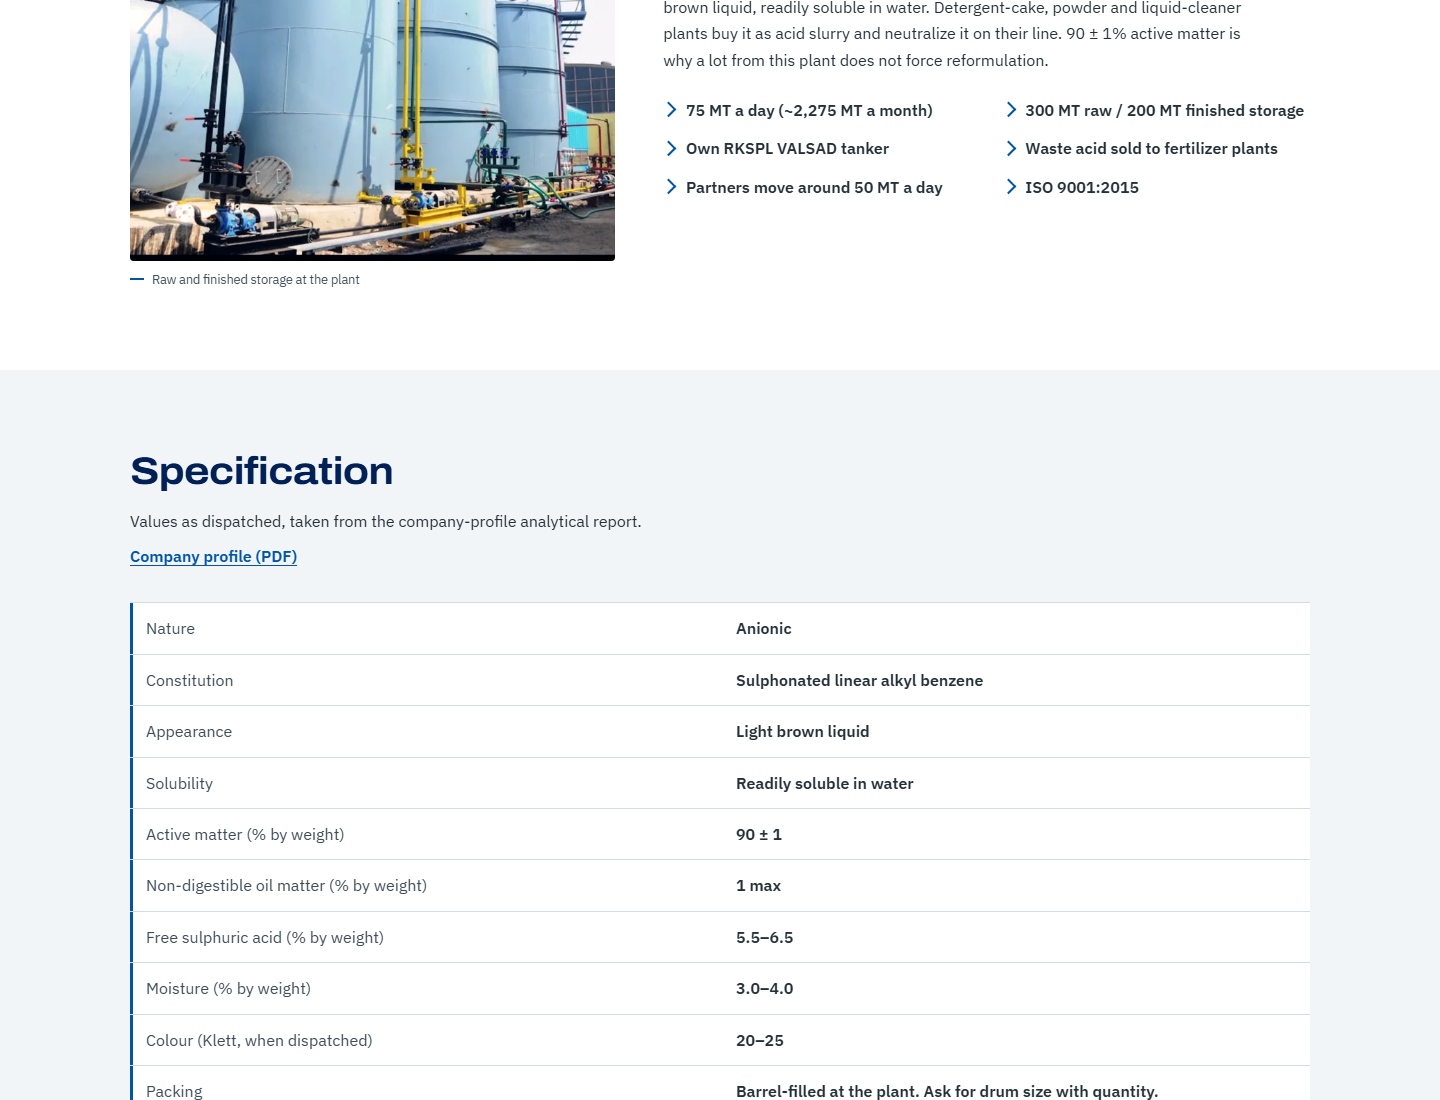 brown liquid, readily soluble in water. Detergent-cake, powder and liquid-cleaner
plants buy it as acid slurry and neutralize it on their line. 90 ± 1% active matter is
why a lot from this plant does not force reformulation.
75 MT a day (~2,275 MT a month)
300 MT raw / 200 MT finished storage
Own RKSPL VALSAD tanker
Waste acid sold to fertilizer plants
Partners move around 50 MT a day
ISO 9001:2015
Raw and finished storage at the plant
Specification
Values as dispatched, taken from the company-profile analytical report.
Company profile (PDF)
Nature Anionic
Constitution Sulphonated linear alkyl benzene
Appearance Light brown liquid
Solubility Readily soluble in water
Active matter (% by weight) 90 ± 1
Non-digestible oil matter (% by weight) 1 max
Free sulphuric acid (% by weight) 5.5–6.5
Moisture (% by weight) 3.0–4.0
Colour (Klett, when dispatched) 20–25
Packing Barrel-filled at the plant. Ask for drum size with quantity.